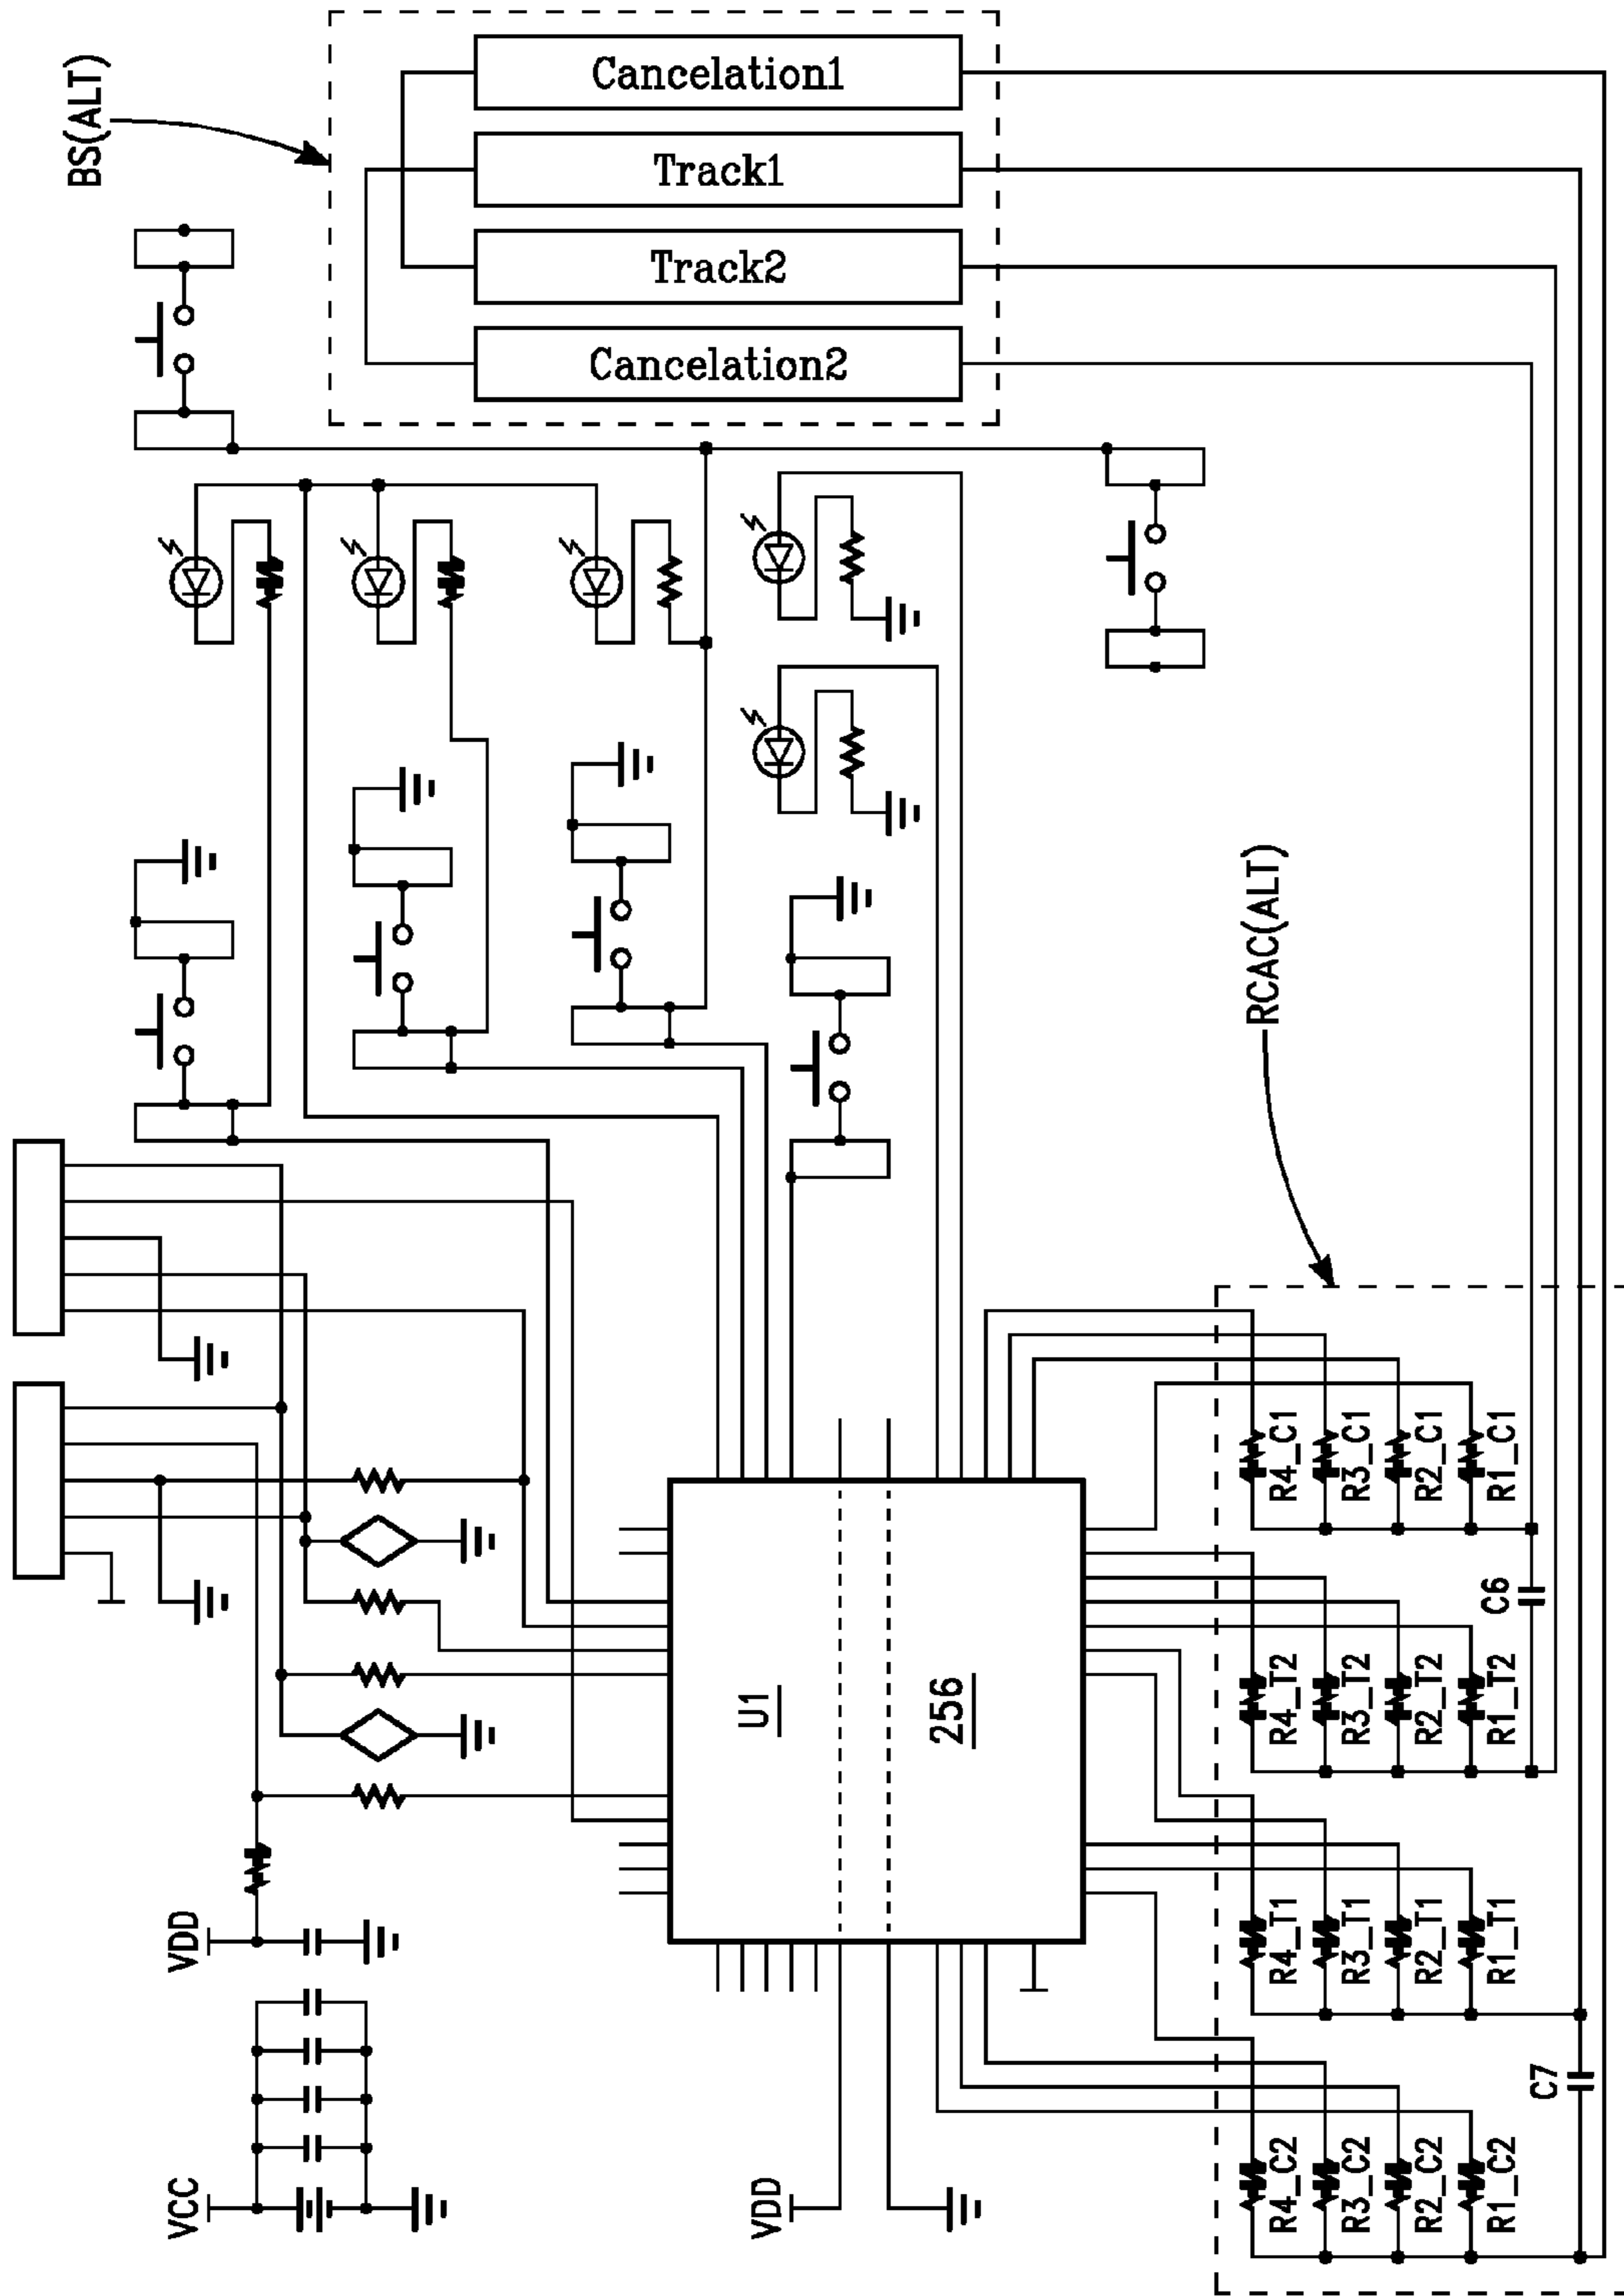 BS(ALT)
Cancelation1
Track1
Track2
Cancelation2
RCAC(ALT)
U1
256
VDD
VCC
VDD
R4_C1
R3_C1
R2_C1
R1_C1
C6
R4_T2
R3_T2
R2_T2
R1_T2
R4_T1
R3_T1
R2_T1
R1_T1
C7
R4_C2
R3_C2
R2_C2
R1_C2